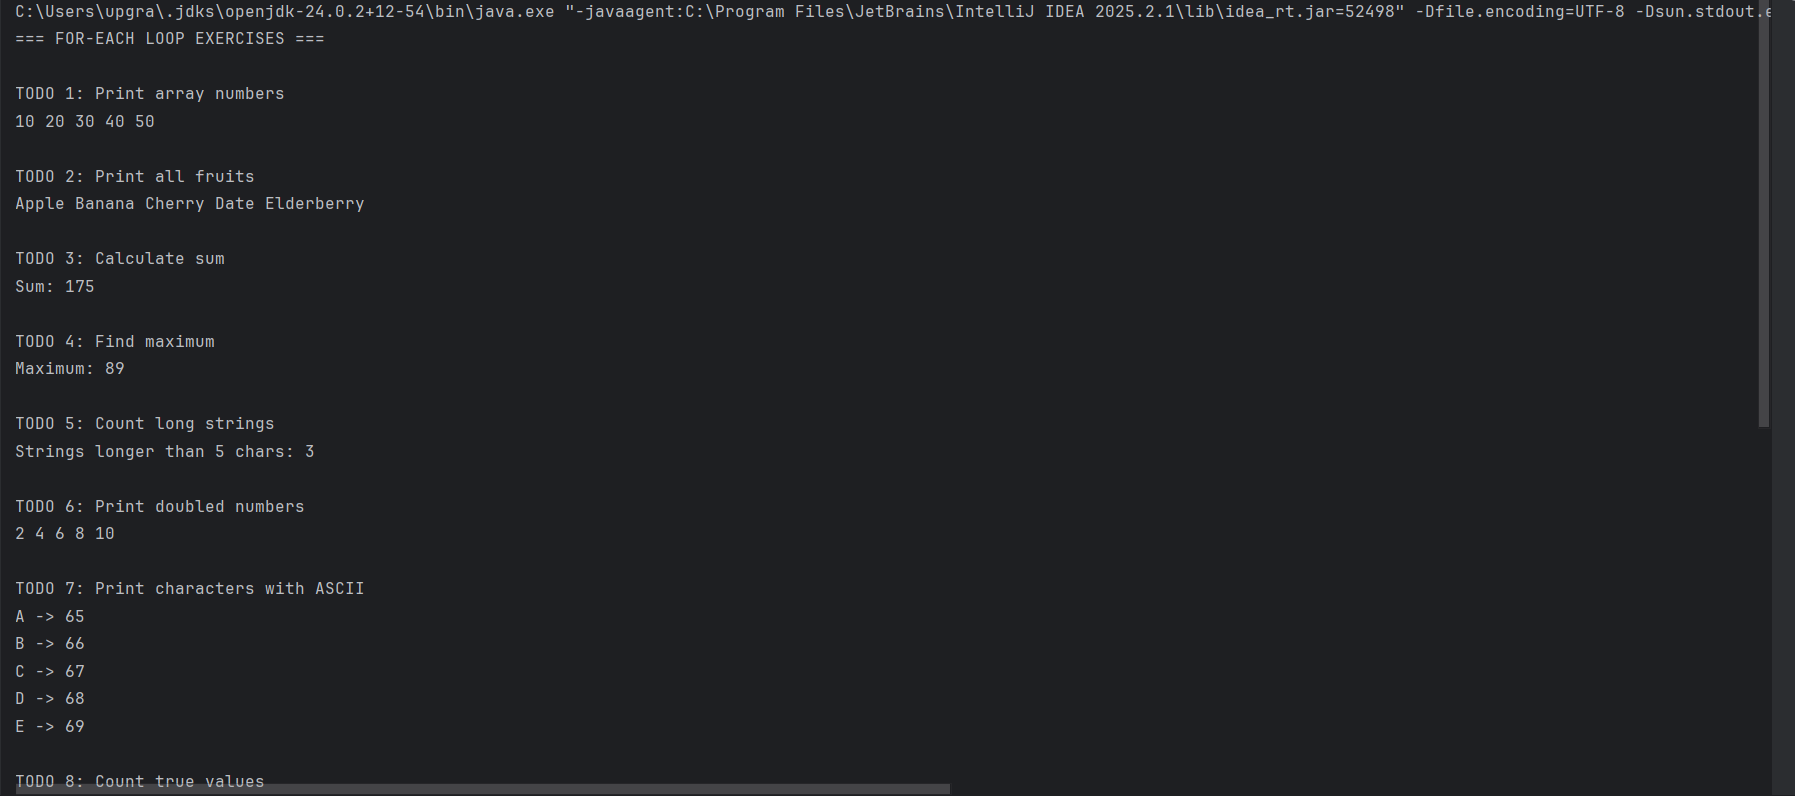 C:\Users\upgra\.jdks\openjdk-24.0.2+12-54\bin\java.exe "-javaagent:C:\Program Files\JetBrains\IntelliJ IDEA 2025.2.1\lib\idea_rt.jar=52498" -Dfile.encoding=UTF-8 -Dsun.stdout.e
=== FOR-EACH LOOP EXERCISES ===
TODO 1: Print array numbers
10 20 30 40 50
TODO 2: Print all fruits
Apple Banana Cherry Date Elderberry
TODO 3: Calculate sum
Sum: 175
TODO 4: Find maximum
Maximum: 89
TODO 5: Count long strings
Strings longer than 5 chars: 3
TODO 6: Print doubled numbers
2 4 6 8 10
TODO 7: Print characters with ASCII
A -> 65
B -> 66
C -> 67
D -> 68
E -> 69
TODO 8: Count true values